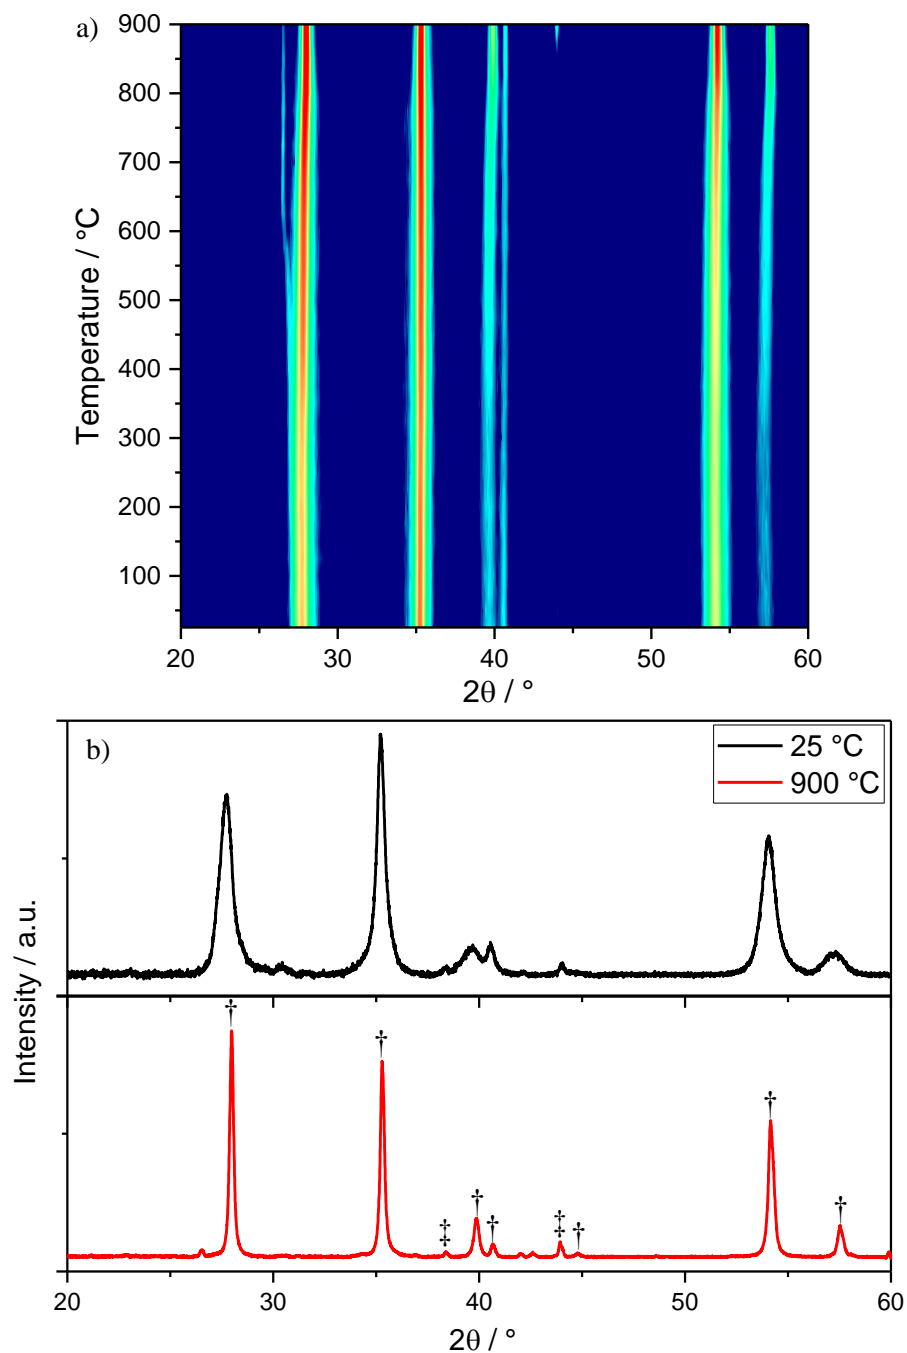 a)
900
800
700
600
500
400
300
200
100
Temperature / °C
20 30 40 50 60
2θ / °
b)
25 °C
900 °C
Intensity / a.u.
† † ‡ † † ‡ † † †
20 30 40 50 60
2θ / °